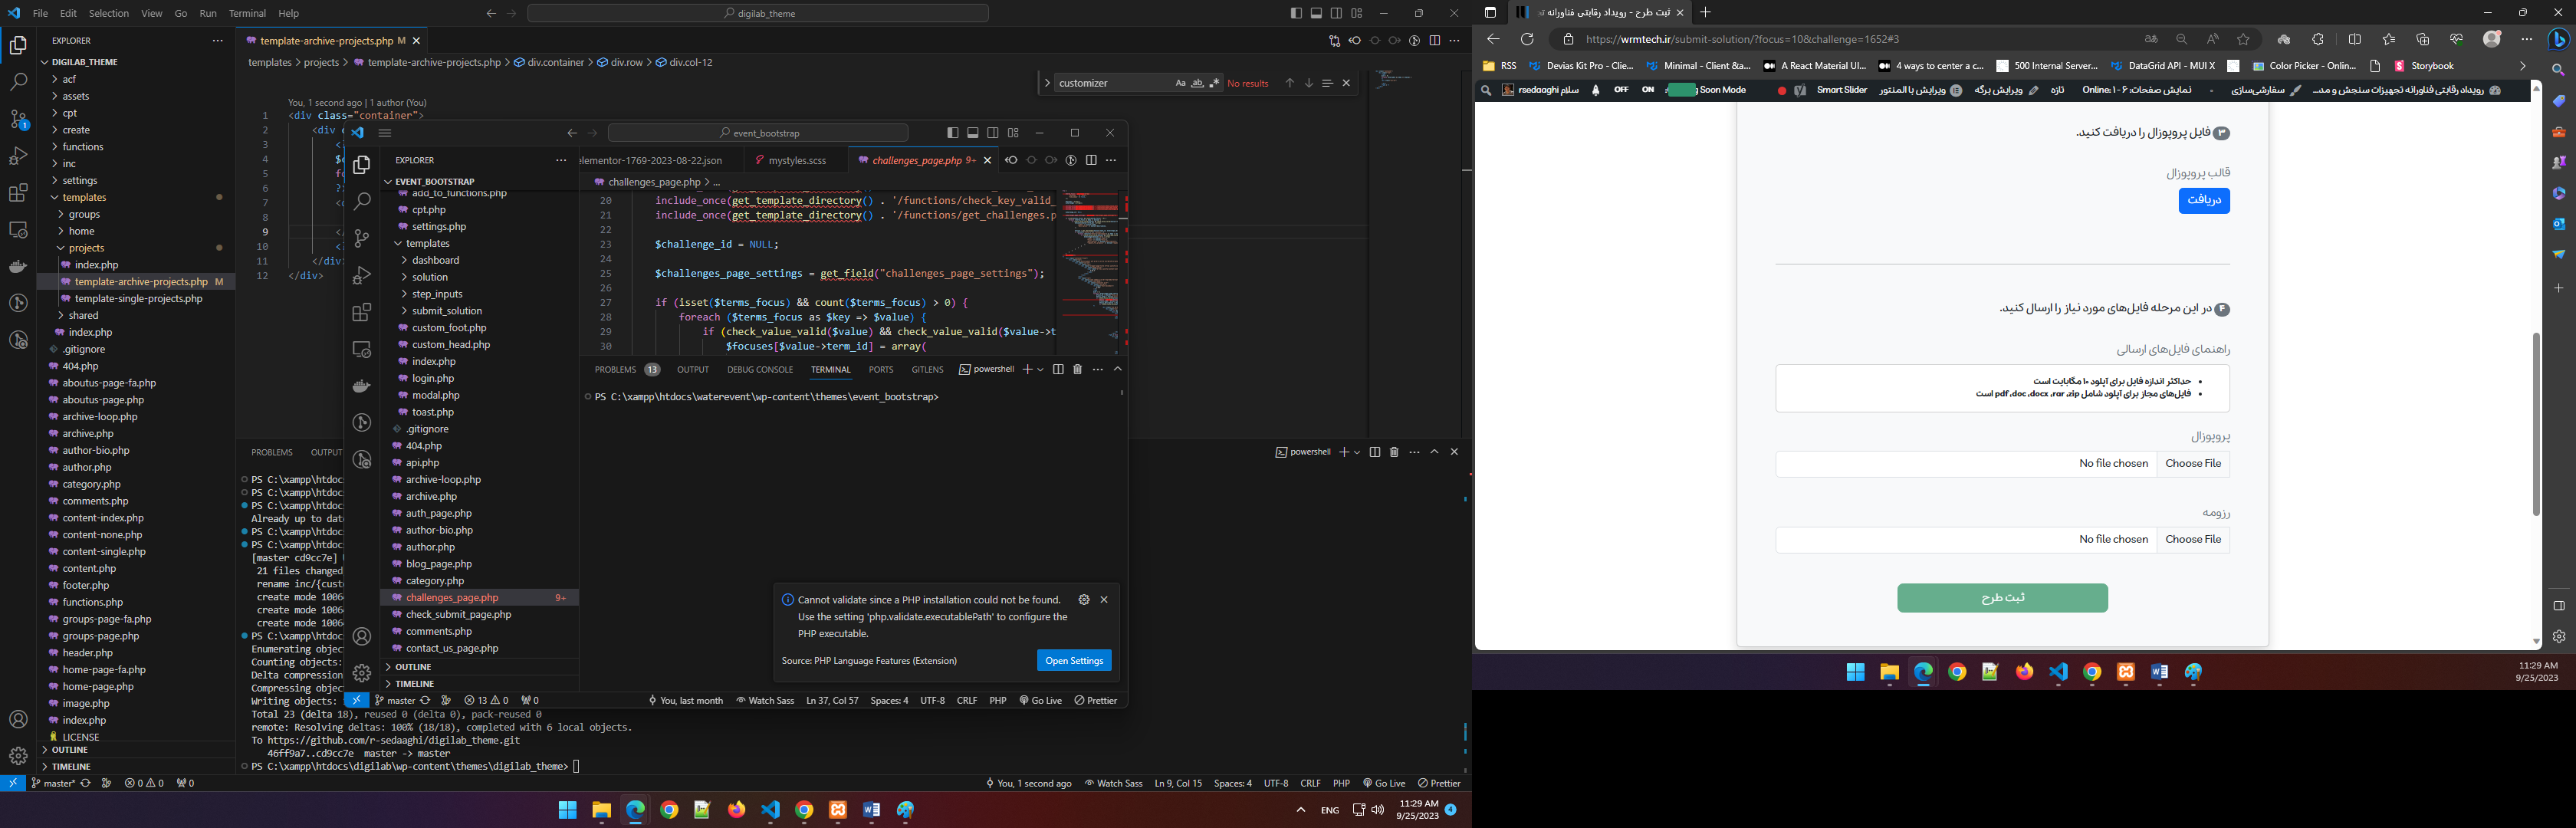 File Edit Selection View Go Run Terminal Help
digilab_theme
EXPLORER
DIGILAB_THEME
acf
assets
cpt
create
functions
inc
settings
templates
groups
home
projects
index.php
template-archive-projects.php M
template-single-projects.php
shared
index.php
.gitignore
404.php
aboutus-page-fa.php
aboutus-page.php
archive-loop.php
archive.php
author-bio.php
author.php
category.php
comments.php
content-index.php
content-none.php
content-single.php
content.php
footer.php
functions.php
groups-page-fa.php
groups-page.php
header.php
home-page-fa.php
home-page.php
image.php
index.php
LICENSE
OUTLINE
TIMELINE
template-archive-projects.php M
templates > projects > template-archive-projects.php > div.container > div.row > div.col-12
customizer
No results
You, 1 second ago | 1 author (You)
1 <div class="container">
2 <div c
3 <
4 $
5 fo
6 ?
7 <
8
9 </
10 <
11 </div
12 </div>
PROBLEMS OUTPUT
powershell
PS C:\xampp\htdoc
PS C:\xampp\htdoc
PS C:\xampp\htdoc
Already up to dat
PS C:\xampp\htdoc
PS C:\xampp\htdoc
[master cd9cc7e]
21 files changed
rename inc/{cust
create mode 1006
create mode 1006
create mode 1006
PS C:\xampp\htdoc
Enumerating objec
Counting objects:
Delta compression
Compressing objec
Writing objects:
Total 23 (delta 18), reused 0 (delta 0), pack-reused 0
remote: Resolving deltas: 100% (18/18), completed with 6 local objects.
To https://github.com/r-sedaaghi/digilab_theme.git
46ff9a7..cd9cc7e master -> master
PS C:\xampp\htdocs\digilab\wp-content\themes\digilab_theme>
master* 0 0 0
You, 1 second ago Watch Sass Ln 9, Col 15 Spaces: 4 UTF-8 CRLF PHP Go Live Prettier
ENG
11:29 AM
9/25/2023
4
event_bootstrap
EXPLORER
EVENT_BOOTSTRAP
add_to_functions.php
cpt.php
settings.php
templates
dashboard
solution
step_inputs
submit_solution
custom_foot.php
custom_head.php
index.php
login.php
modal.php
toast.php
.gitignore
404.php
api.php
archive-loop.php
archive.php
auth_page.php
author-bio.php
author.php
blog_page.php
category.php
challenges_page.php 9+
check_submit_page.php
comments.php
contact_us_page.php
OUTLINE
TIMELINE
elementor-1769-2023-08-22.json mystyles.scss challenges_page.php 9+
challenges_page.php > ...
20 include_once(get_template_directory() . '/functions/check_key_valid_
21 include_once(get_template_directory() . '/functions/get_challenges.p
22
23 $challenge_id = NULL;
24
25 $challenges_page_settings = get_field("challenges_page_settings");
26
27 if (isset($terms_focus) && count($terms_focus) > 0) {
28 foreach ($terms_focus as $key => $value) {
29 if (check_value_valid($value) && check_value_valid($value->t
30 $focuses[$value->term_id] = array(
PROBLEMS 13 OUTPUT DEBUG CONSOLE TERMINAL PORTS GITLENS powershell
PS C:\xampp\htdocs\waterevent\wp-content\themes\event_bootstrap>
Cannot validate since a PHP installation could not be found.
Use the setting 'php.validate.executablePath' to configure the
PHP executable.
Source: PHP Language Features (Extension)
Open Settings
master 13 0 0
You, last month Watch Sass Ln 37, Col 57 Spaces: 4 UTF-8 CRLF PHP Go Live Prettier
ثبت طرح - رویداد رقابتی فناورانه تج
https://wrmtech.ir/submit-solution/?focus=10&challenge=1652#3
RSS Devias Kit Pro - Clie... Minimal - Client &a... A React Material UI... 4 ways to center a c... 500 Internal Server... DataGrid API - MUI X Color Picker - Onlin... Storybook
رویداد رقابتی فناورانه تجهیزات سنجش و مد... سفارشی‌سازی نمایش صفحات: ۶ - Online: ۱ تازه ویرایش برگه ویرایش با المنتور Smart Slider g Soon Mode ON OFF سلام rsedaaghi
۳ فایل پروپوزال را دریافت کنید.
قالب پروپوزال
دریافت
۴ در این مرحله فایل‌های مورد نیاز را ارسال کنید.
راهنمای فایل‌های ارسالی
حداکثر اندازه فایل برای آپلود ۱۰ مگابایت است
فایل‌های مجاز برای آپلود شامل pdf ,doc ,docx ,rar ,zip است
پروپوزال
Choose File No file chosen
رزومه
Choose File No file chosen
ثبت طرح
11:29 AM
9/25/2023